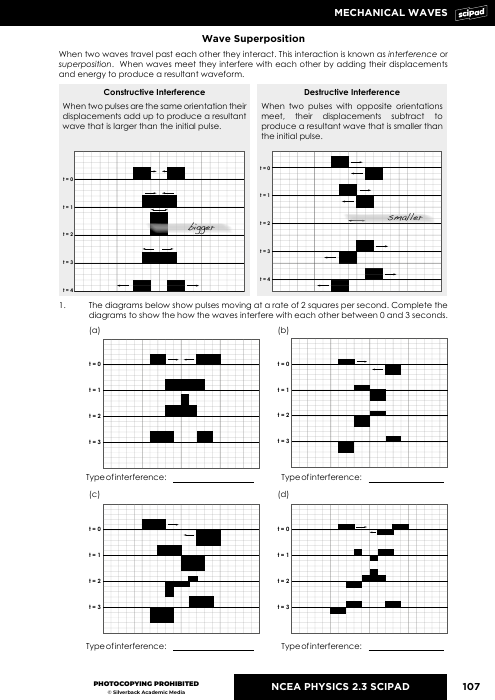 MECHANICAL WAVES
scipad
Wave Superposition
When two waves travel past each other they interact. This interaction is known as interference or
superposition. When waves meet they interfere with each other by adding their displacements
and energy to produce a resultant waveform.
Constructive Interference
When two pulses are the same orientation their
displacements add up to produce a resultant
wave that is larger than the initial pulse.
t = 0
t = 1
bigger
t = 2
t = 3
t = 4
Destructive Interference
When two pulses with opposite orientations
meet, their displacements subtract to
produce a resultant wave that is smaller than
the initial pulse.
t = 0
t = 1
smaller
t = 2
t = 3
t = 4
1. The diagrams below show pulses moving at a rate of 2 squares per second. Complete the
diagrams to show the how the waves interfere with each other between 0 and 3 seconds.
(a)
t = 0
t = 1
t = 2
t = 3
Type of interference:
(b)
t = 0
t = 1
t = 2
t = 3
Type of interference:
(c)
t = 0
t = 1
t = 2
t = 3
Type of interference:
(d)
t = 0
t = 1
t = 2
t = 3
Type of interference:
PHOTOCOPYING PROHIBITED
© Silverback Academic Media
NCEA PHYSICS 2.3 SCIPAD
107